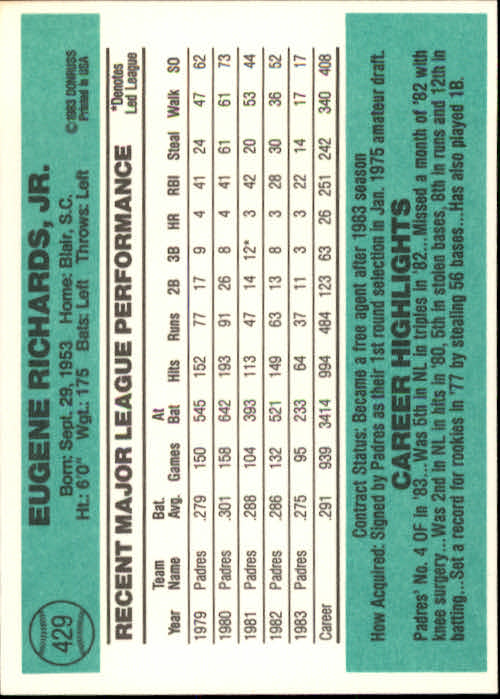 DONRUSS
429
EUGENE RICHARDS, JR.
Born: Sept. 29, 1953 Home: Blair, S.C.
Ht.: 6'0" Wgt.: 175 Bats: Left Throws: Left
©1983 DONRUSS
Printed in USA
RECENT MAJOR LEAGUE PERFORMANCE
*Denotes
Led League
Year Team Name Bat. Avg. Games At Bat Hits Runs 2B 3B HR RBI Steal Walk SO
1979 Padres .279 150 545 152 77 17 9 4 41 24 47 62
1980 Padres .301 158 642 193 91 26 8 4 41 61 61 73
1981 Padres .288 104 393 113 47 14 12* 3 42 20 53 44
1982 Padres .286 132 521 149 63 13 8 3 28 30 36 52
1983 Padres .275 95 233 64 37 11 3 3 22 14 17 17
Career .291 939 3414 994 484 123 63 26 251 242 340 408
Contract Status: Became a free agent after 1983 season
How Acquired: Signed by Padres as their 1st round selection in Jan. 1975 amateur draft.
CAREER HIGHLIGHTS
Padres' No. 4 OF in '83...Was 5th in NL in triples in '82...Missed a month of '82 with
knee surgery...Was 2nd in NL in hits in '80, 5th in stolen bases, 8th in runs and 12th in
batting...Set a record for rookies in '77 by stealing 56 bases...Has also played 1B.